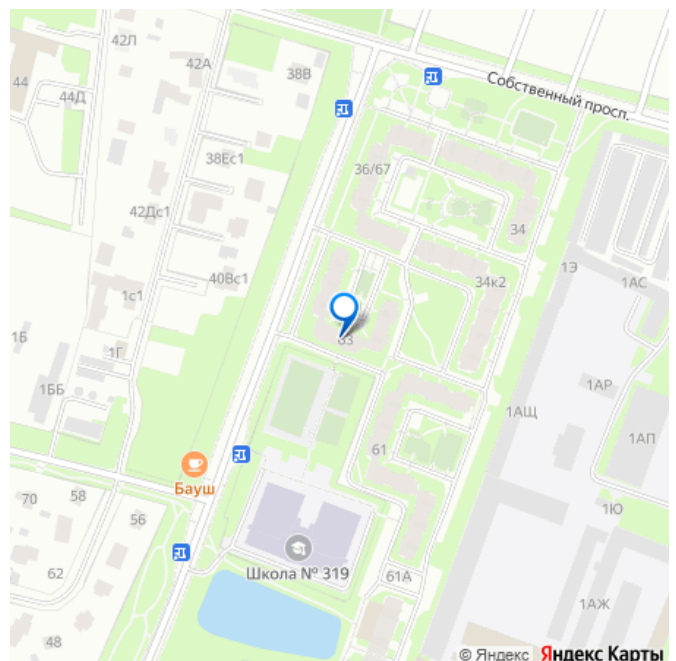 42Л
42А
38В
44
44Д
Собственный просп.
38Ес1
36/67
42Дс1
34
1Э
40Вс1
34к2
1АС
1с1
1Б
63
1Г
1ББ
1АР
1АЩ
1АП
61
Бауш
70
58
56
1Ю
62
Школа № 319
61А
1АЖ
48
© Яндекс Яндекс Карты